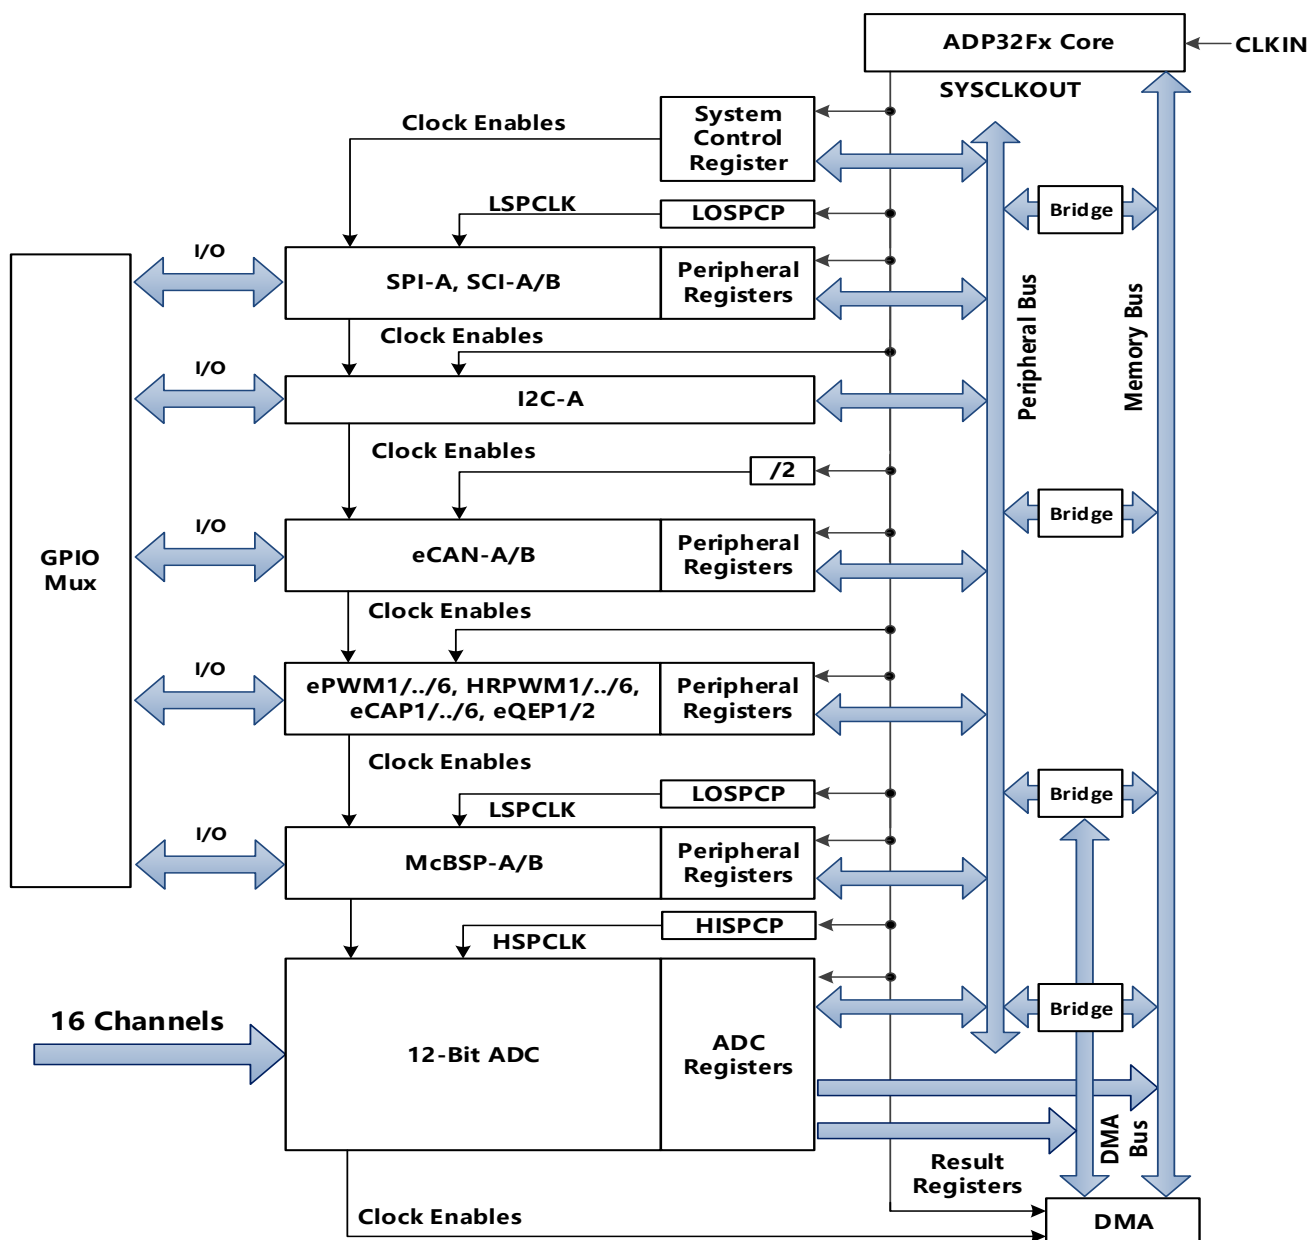 ADP32Fx Core
CLKIN
SYSCLKOUT
Clock Enables
System
Control
Register
LSPCLK
LOSPCP
Bridge
I/O
SPI-A, SCI-A/B
Peripheral
Registers
Peripheral Bus
Memory Bus
Clock Enables
I/O
I2C-A
Clock Enables
/2
GPIO
Mux
I/O
eCAN-A/B
Peripheral
Registers
Bridge
Clock Enables
I/O
ePWM1/../6, HRPWM1/../6,
eCAP1/../6, eQEP1/2
Peripheral
Registers
Clock Enables
LSPCLK
LOSPCP
Bridge
I/O
McBSP-A/B
Peripheral
Registers
HSPCLK
HISPCP
16 Channels
12-Bit ADC
ADC
Registers
Bridge
DMA
Bus
Result
Registers
Clock Enables
DMA